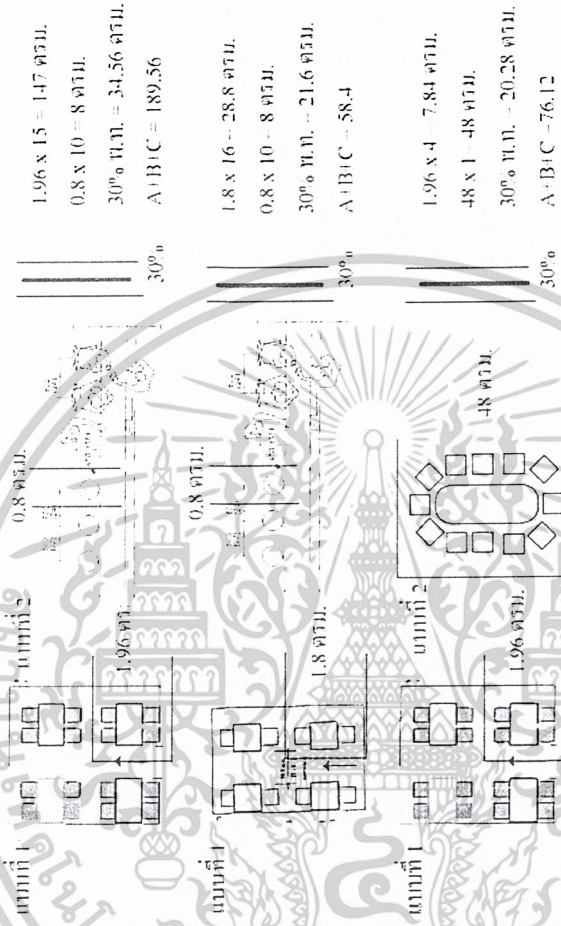 แบบที่ 1
แบบที่ 2
1.96 ตร
0.8 ตรม.
30%
1.96 x 15 = 147 ตรม.
0.8 x 10 = 8 ตรม.
30% พ.ท. = 34.56 ตรม.
A+B+C = 189.56
แบบที่ 1
1.8 ตรม.
0.8 ตรม.
30%
1.8 x 16 = 28.8 ตรม.
0.8 x 10 = 8 ตรม.
30% พ.ท. = 21.6 ตรม.
A+B+C = 58.4
แบบที่ 1
แบบที่ 2
1.96 ตรม.
48 ตรม.
30%
1.96 x 4 = 7.84 ตรม.
48 x 1 = 48 ตรม.
30% พ.ท. = 20.28 ตรม.
A+B+C = 76.12